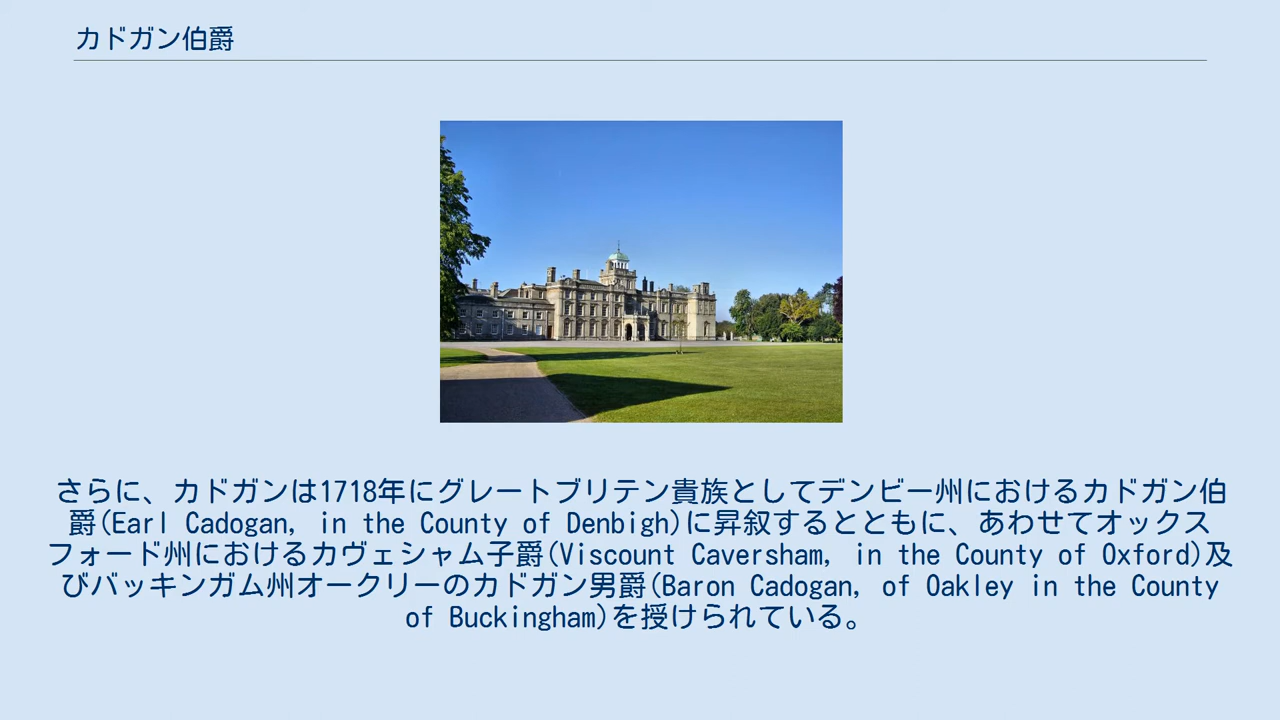 カドガン伯爵
さらに、カドガンは1718年にグレートブリテン貴族としてデンビー州におけるカドガン伯
爵(Earl Cadogan, in the County of Denbigh)に昇叙するとともに、あわせてオックス
フォード州におけるカヴェシャム子爵(Viscount Caversham, in the County of Oxford)及
びバッキンガム州オークリーのカドガン男爵(Baron Cadogan, of Oakley in the County
of Buckingham)を授けられている。